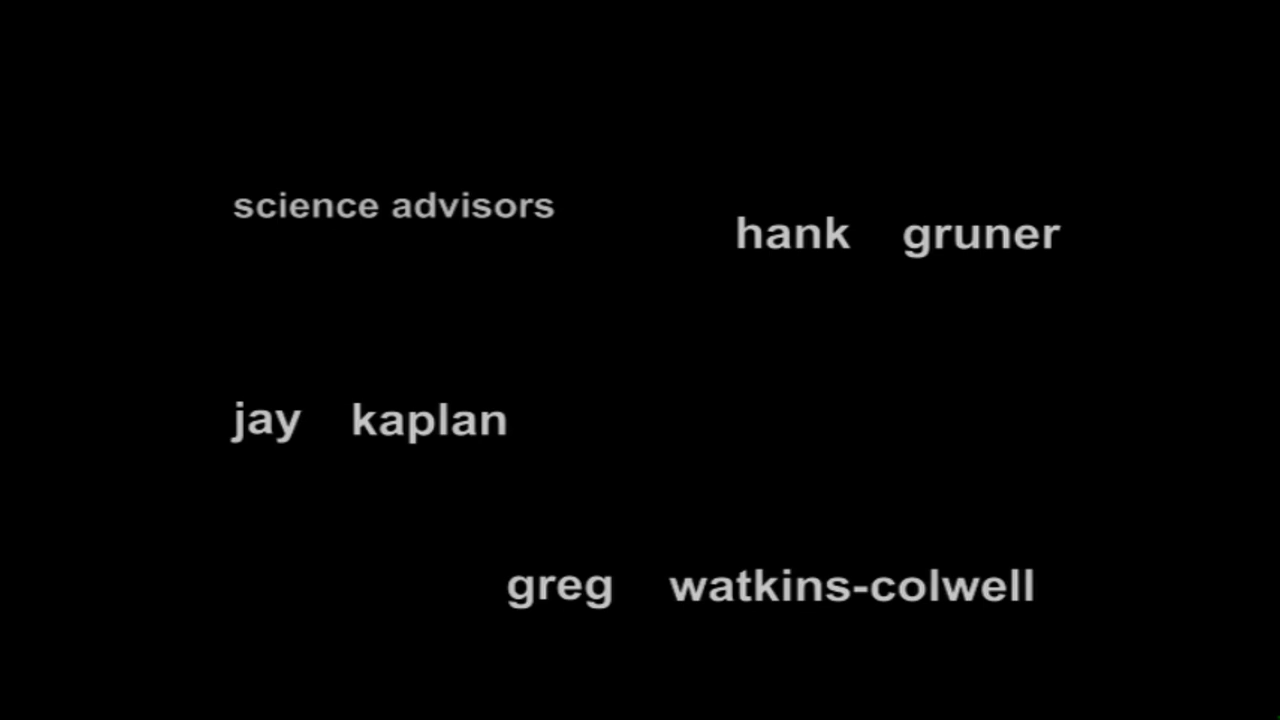 science advisors
hank gruner
jay kaplan
greg watkins-colwell